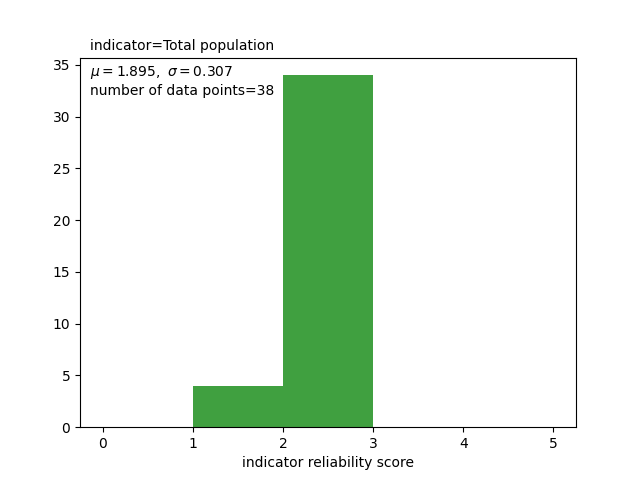 indicator=Total population
μ = 1.895, σ = 0.307
number of data points=38
35
30
25
20
15
10
5
0
0 1 2 3 4 5
indicator reliability score